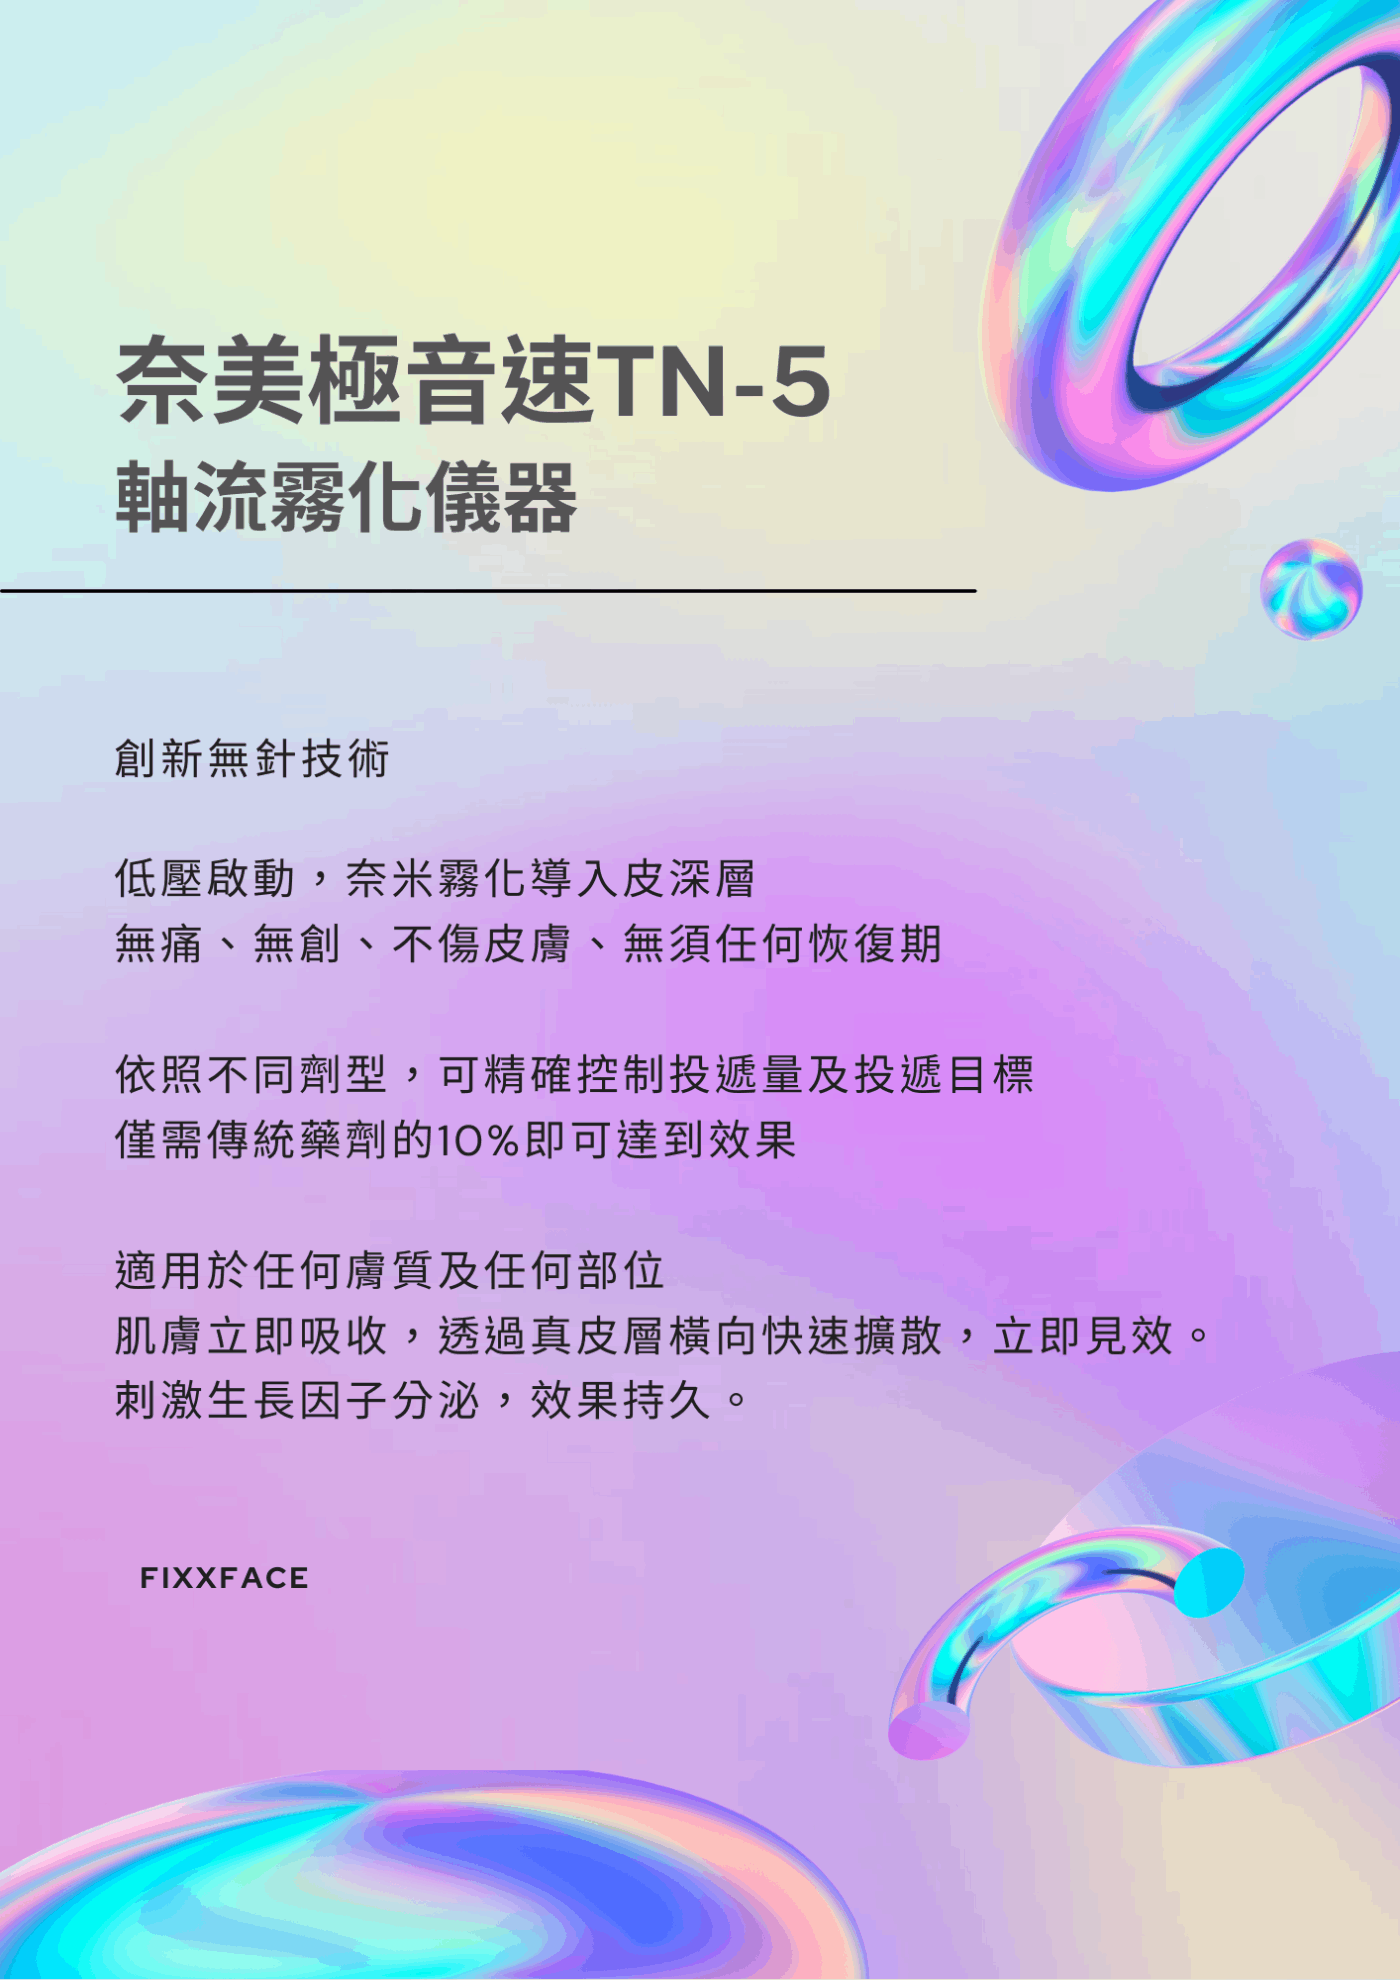 奈美極音速TN-5
軸流霧化儀器
創新無針技術
低壓啟動，奈米霧化導入皮深層
無痛、無創、不傷皮膚、無須任何恢復期
依照不同劑型，可精確控制投遞量及投遞目標
僅需傳統藥劑的10%即可達到效果
適用於任何膚質及任何部位
肌膚立即吸收，透過真皮層橫向快速擴散，立即見效。
刺激生長因子分泌，效果持久。
FIXXFACE